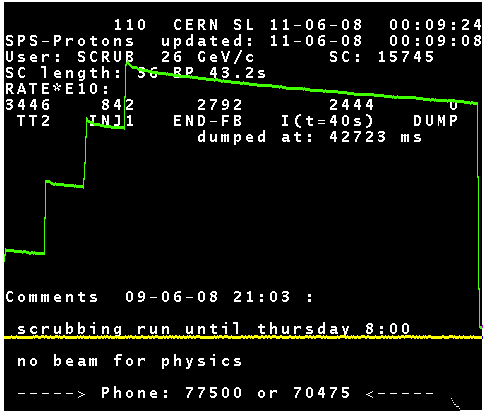 110 CERN SL 11-06-08 00:09:24
SPS-Protons updated: 11-06-08 00:09:08
User: SCRUB 26 GeV/c SC: 15745
SC length: 36 BP 43.2s
RATE*E10:
3446 842 2792 2444 0
TT2 INJ1 END-FB I(t=40s) DUMP
dumped at: 42723 ms
Comments 09-06-08 21:03 :
scrubbing run until thursday 8:00
no beam for physics
-----> Phone: 77500 or 70475 <-----